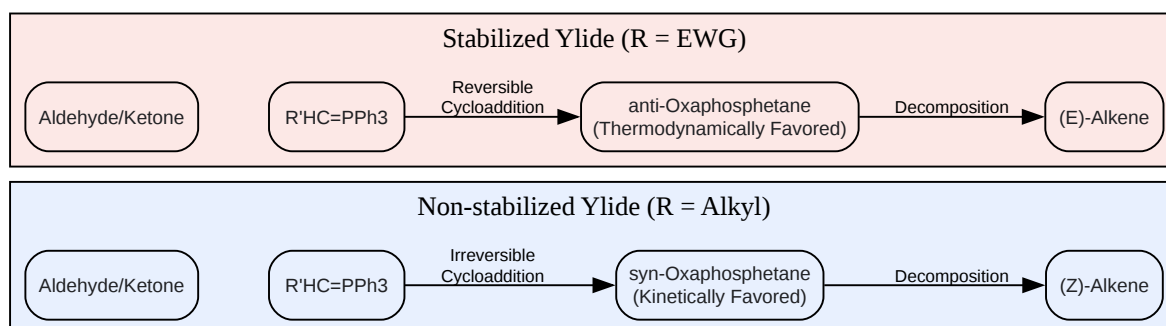 Stabilized Ylide (R = EWG)
Aldehyde/Ketone
R'HC=PPh3
Reversible
Cycloaddition
anti-Oxaphosphetane
(Thermodynamically Favored)
Decomposition
(E)-Alkene
Non-stabilized Ylide (R = Alkyl)
Aldehyde/Ketone
R'HC=PPh3
Irreversible
Cycloaddition
syn-Oxaphosphetane
(Kinetically Favored)
Decomposition
(Z)-Alkene